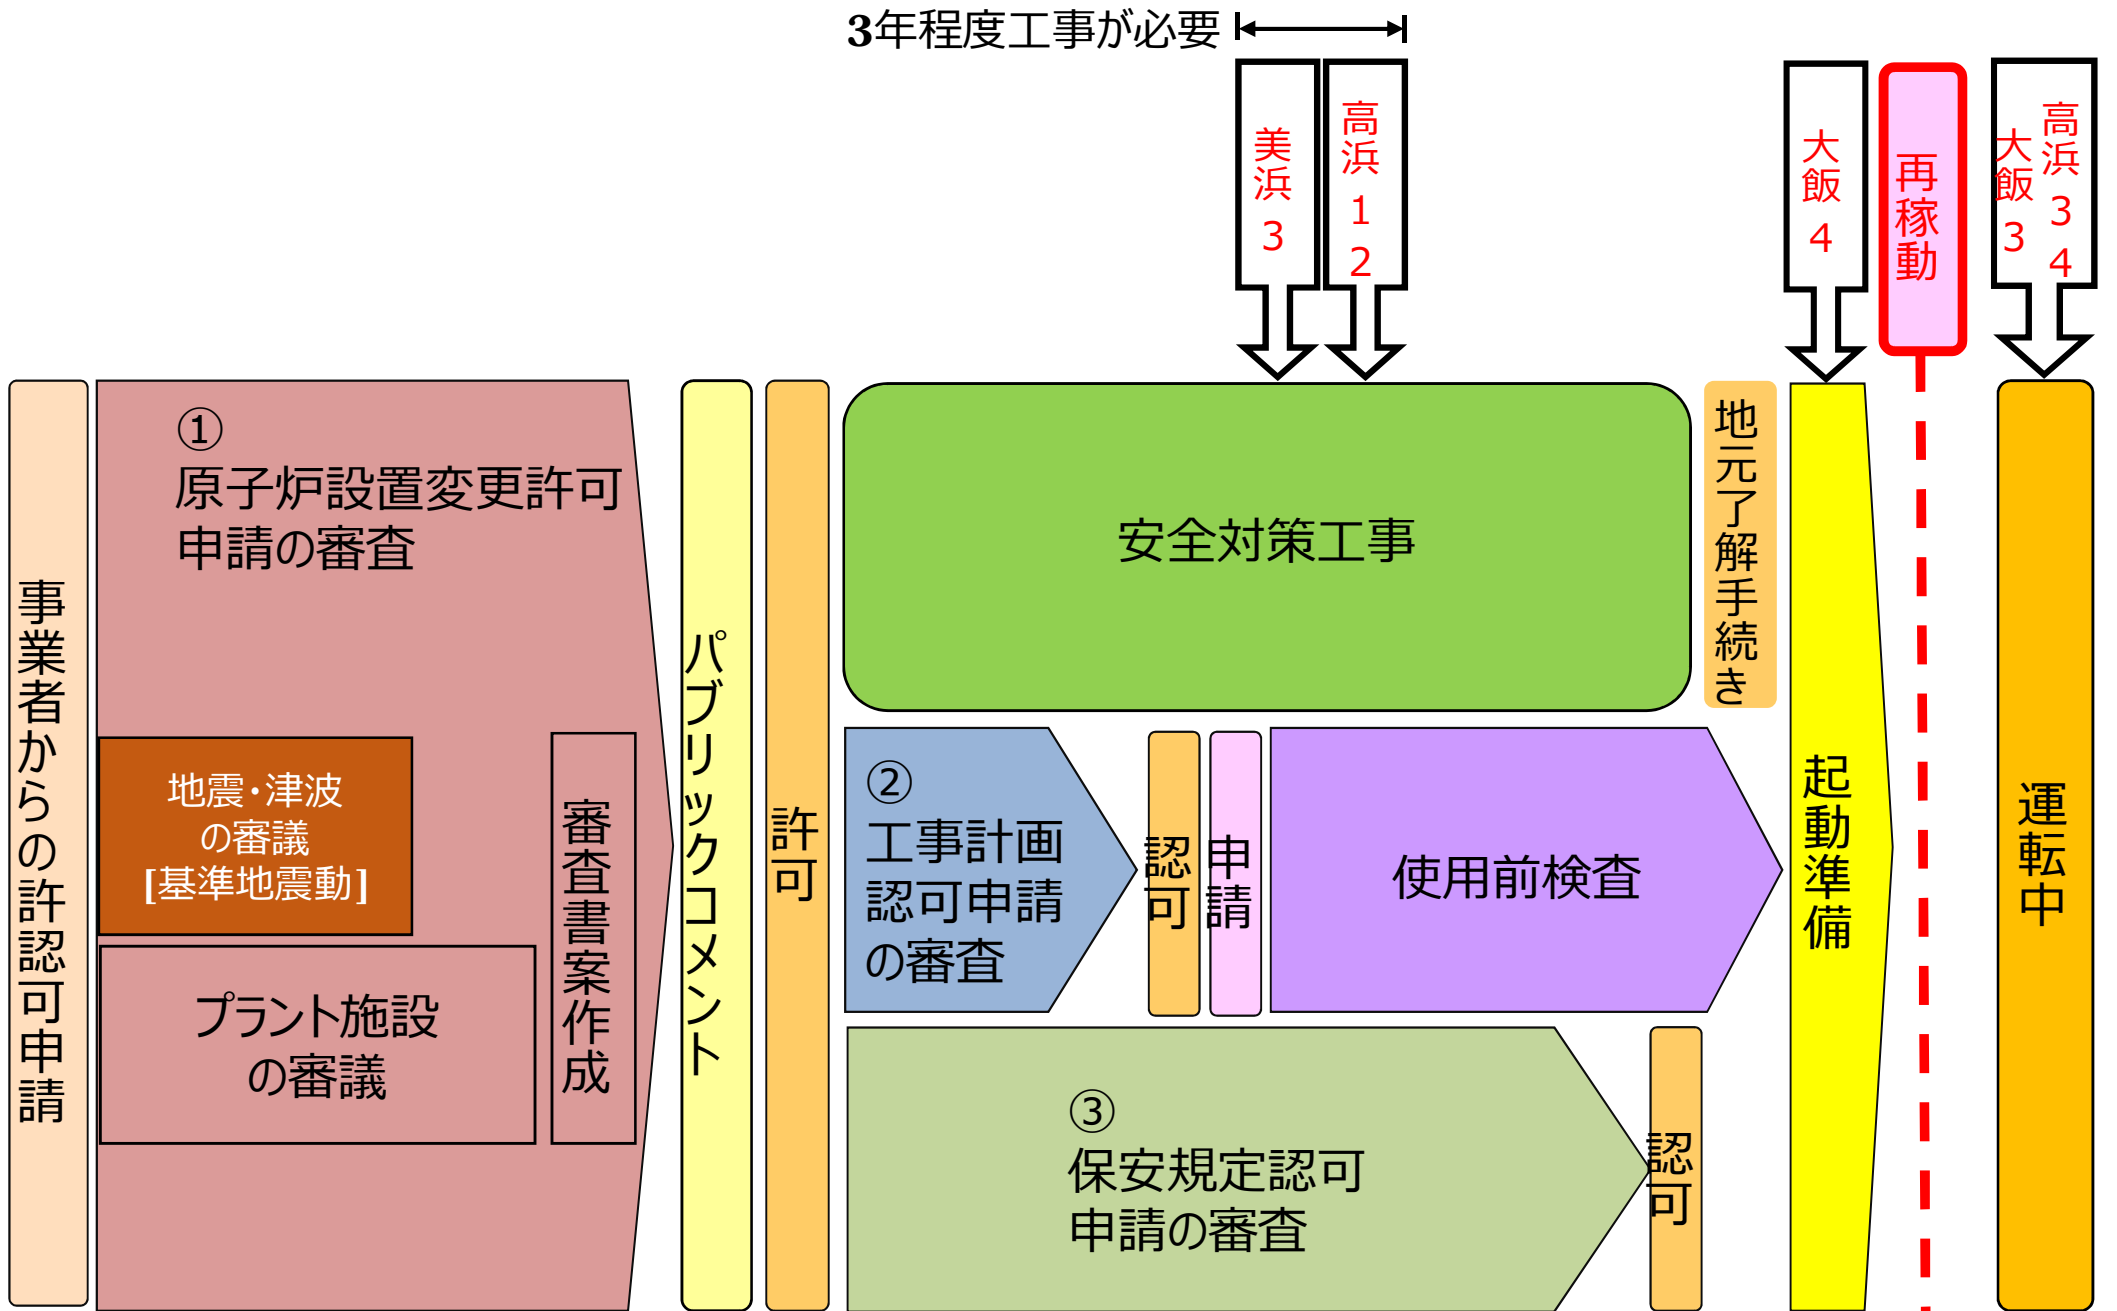 3年程度工事が必要
美浜3
高浜12
大飯4
再稼動
高浜34
大飯3
事業者からの許認可申請
①
原子炉設置変更許可
申請の審査
地震・津波
の審議
[基準地震動]
プラント施設
の審議
審査書案作成
パブリックコメント
許可
安全対策工事
地元了解手続き
②
工事計画
認可申請
の審査
認可
申請
使用前検査
③
保安規定認可
申請の審査
認可
起動準備
運転中